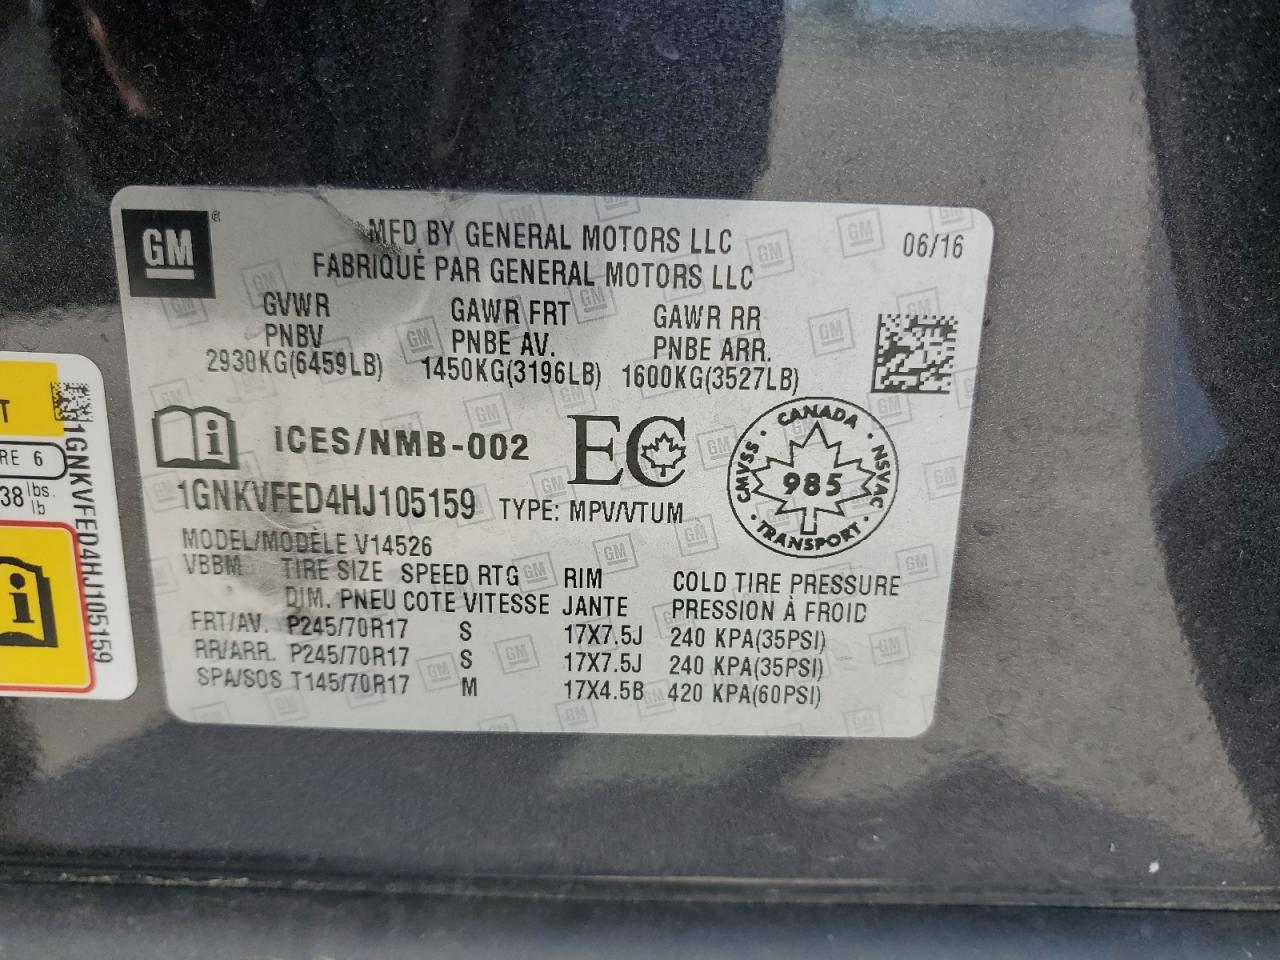 GM®
MFD BY GENERAL MOTORS LLC
FABRIQUÉ PAR GENERAL MOTORS LLC
06/16
GVWR GAWR FRT GAWR RR
PNBV PNBE AV. PNBE ARR.
2930KG(6459LB) 1450KG(3196LB) 1600KG(3527LB)
i ICES/NMB-002 EC
CANADA
CMVSS · NSVAC
985
TRANSPORT
1GNKVFED4HJ105159 TYPE: MPV/VTUM
MODEL/MODÈLE V14526
VBBM TIRE SIZE SPEED RTG RIM COLD TIRE PRESSURE
DIM. PNEU COTE VITESSE JANTE PRESSION À FROID
FRT/AV. P245/70R17 S 17X7.5J 240 KPA(35PSI)
RR/ARR. P245/70R17 S 17X7.5J 240 KPA(35PSI)
SPA/SOS T145/70R17 M 17X4.5B 420 KPA(60PSI)
T
RE 6
38 lbs.
lb
i
1GNKVFED4HJ105159